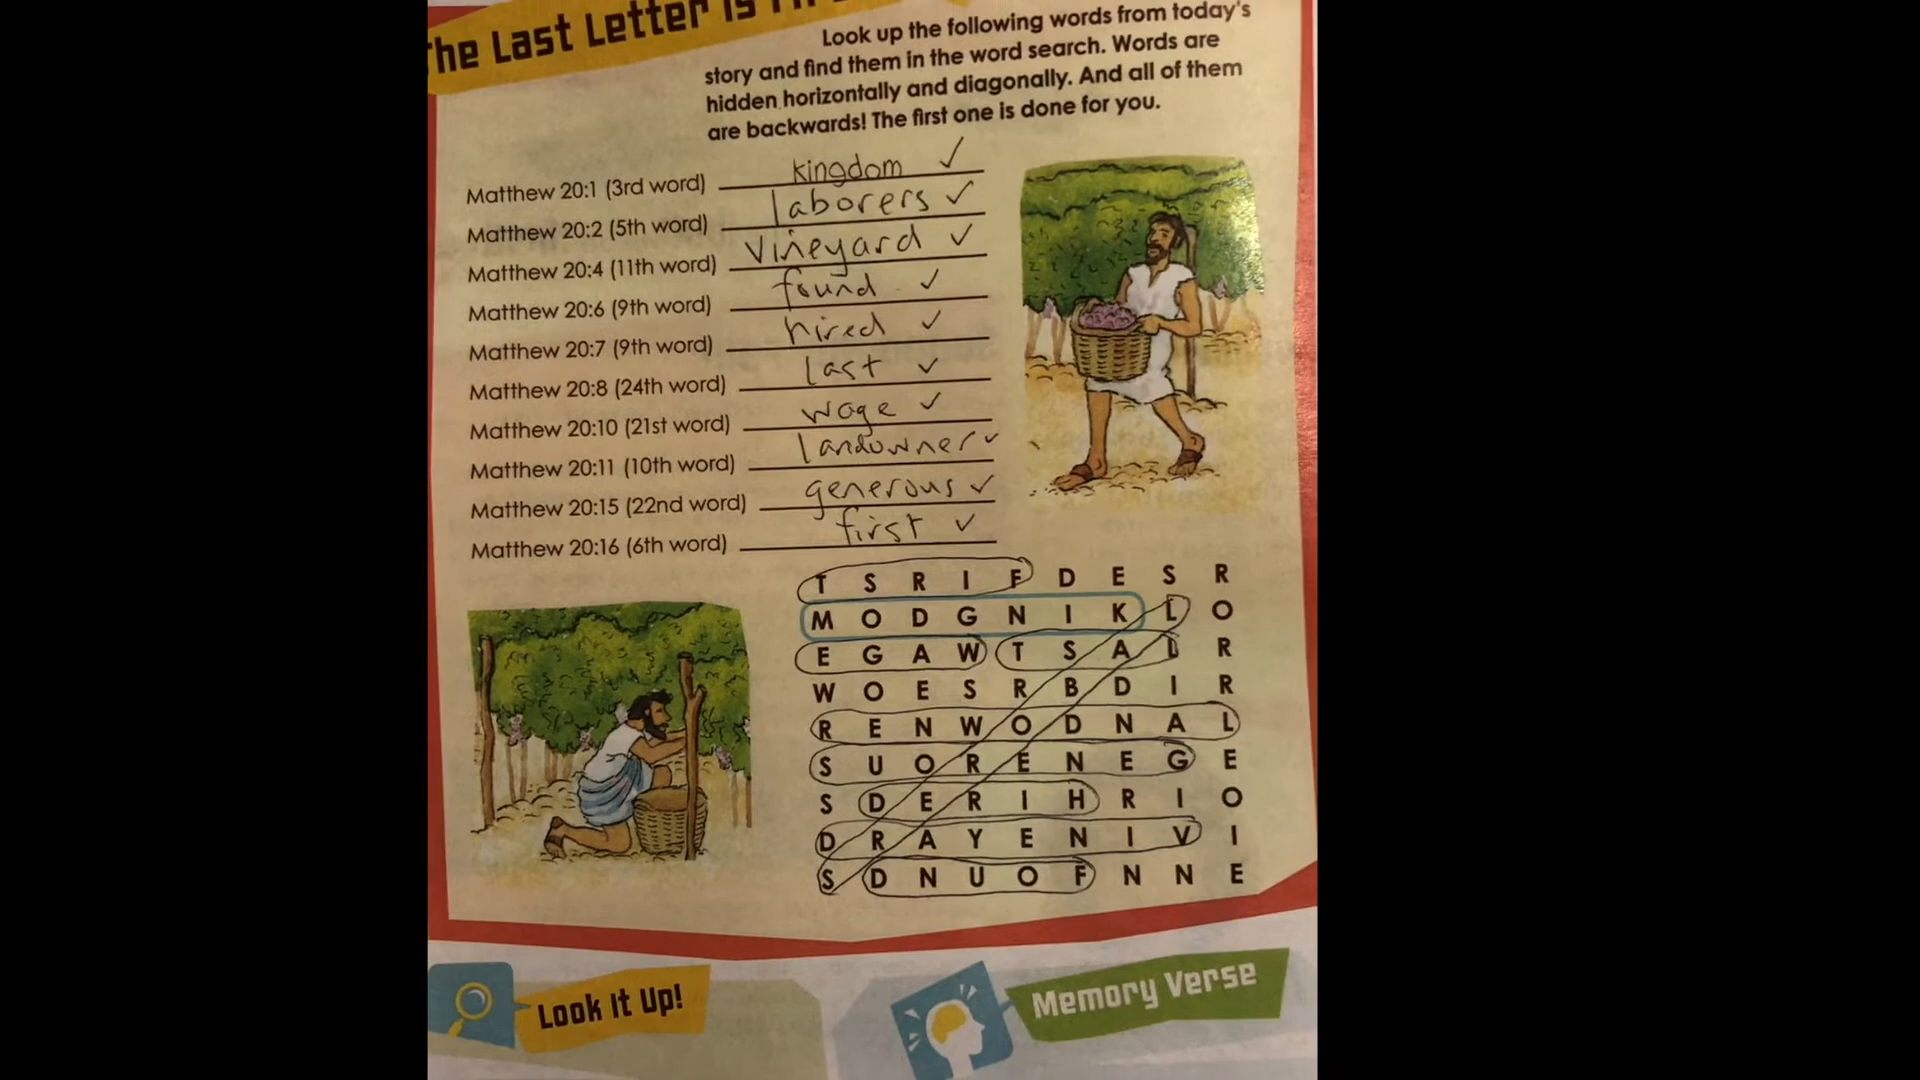 The Last Letter is
Look up the following words from today's
story and find them in the word search. Words are
hidden horizontally and diagonally. And all of them
are backwards! The first one is done for you.
Matthew 20:1 (3rd word) kingdom ✓
Matthew 20:2 (5th word) laborers ✓
Matthew 20:4 (11th word) vineyard ✓
Matthew 20:6 (9th word) found ✓
Matthew 20:7 (9th word) hired ✓
Matthew 20:8 (24th word) last ✓
Matthew 20:10 (21st word) wage ✓
Matthew 20:11 (10th word) landowner ✓
Matthew 20:15 (22nd word) generous ✓
Matthew 20:16 (6th word) first ✓
T S R I F D E S R
M O D G N I K L O
E G A W T S A L R
W O E S R B D I R
R E N W O D N A L
S U O R E N E G E
S D E R I H R I O
D R A Y E N I V I
S D N U O F N N E
Look It Up!
Memory Verse